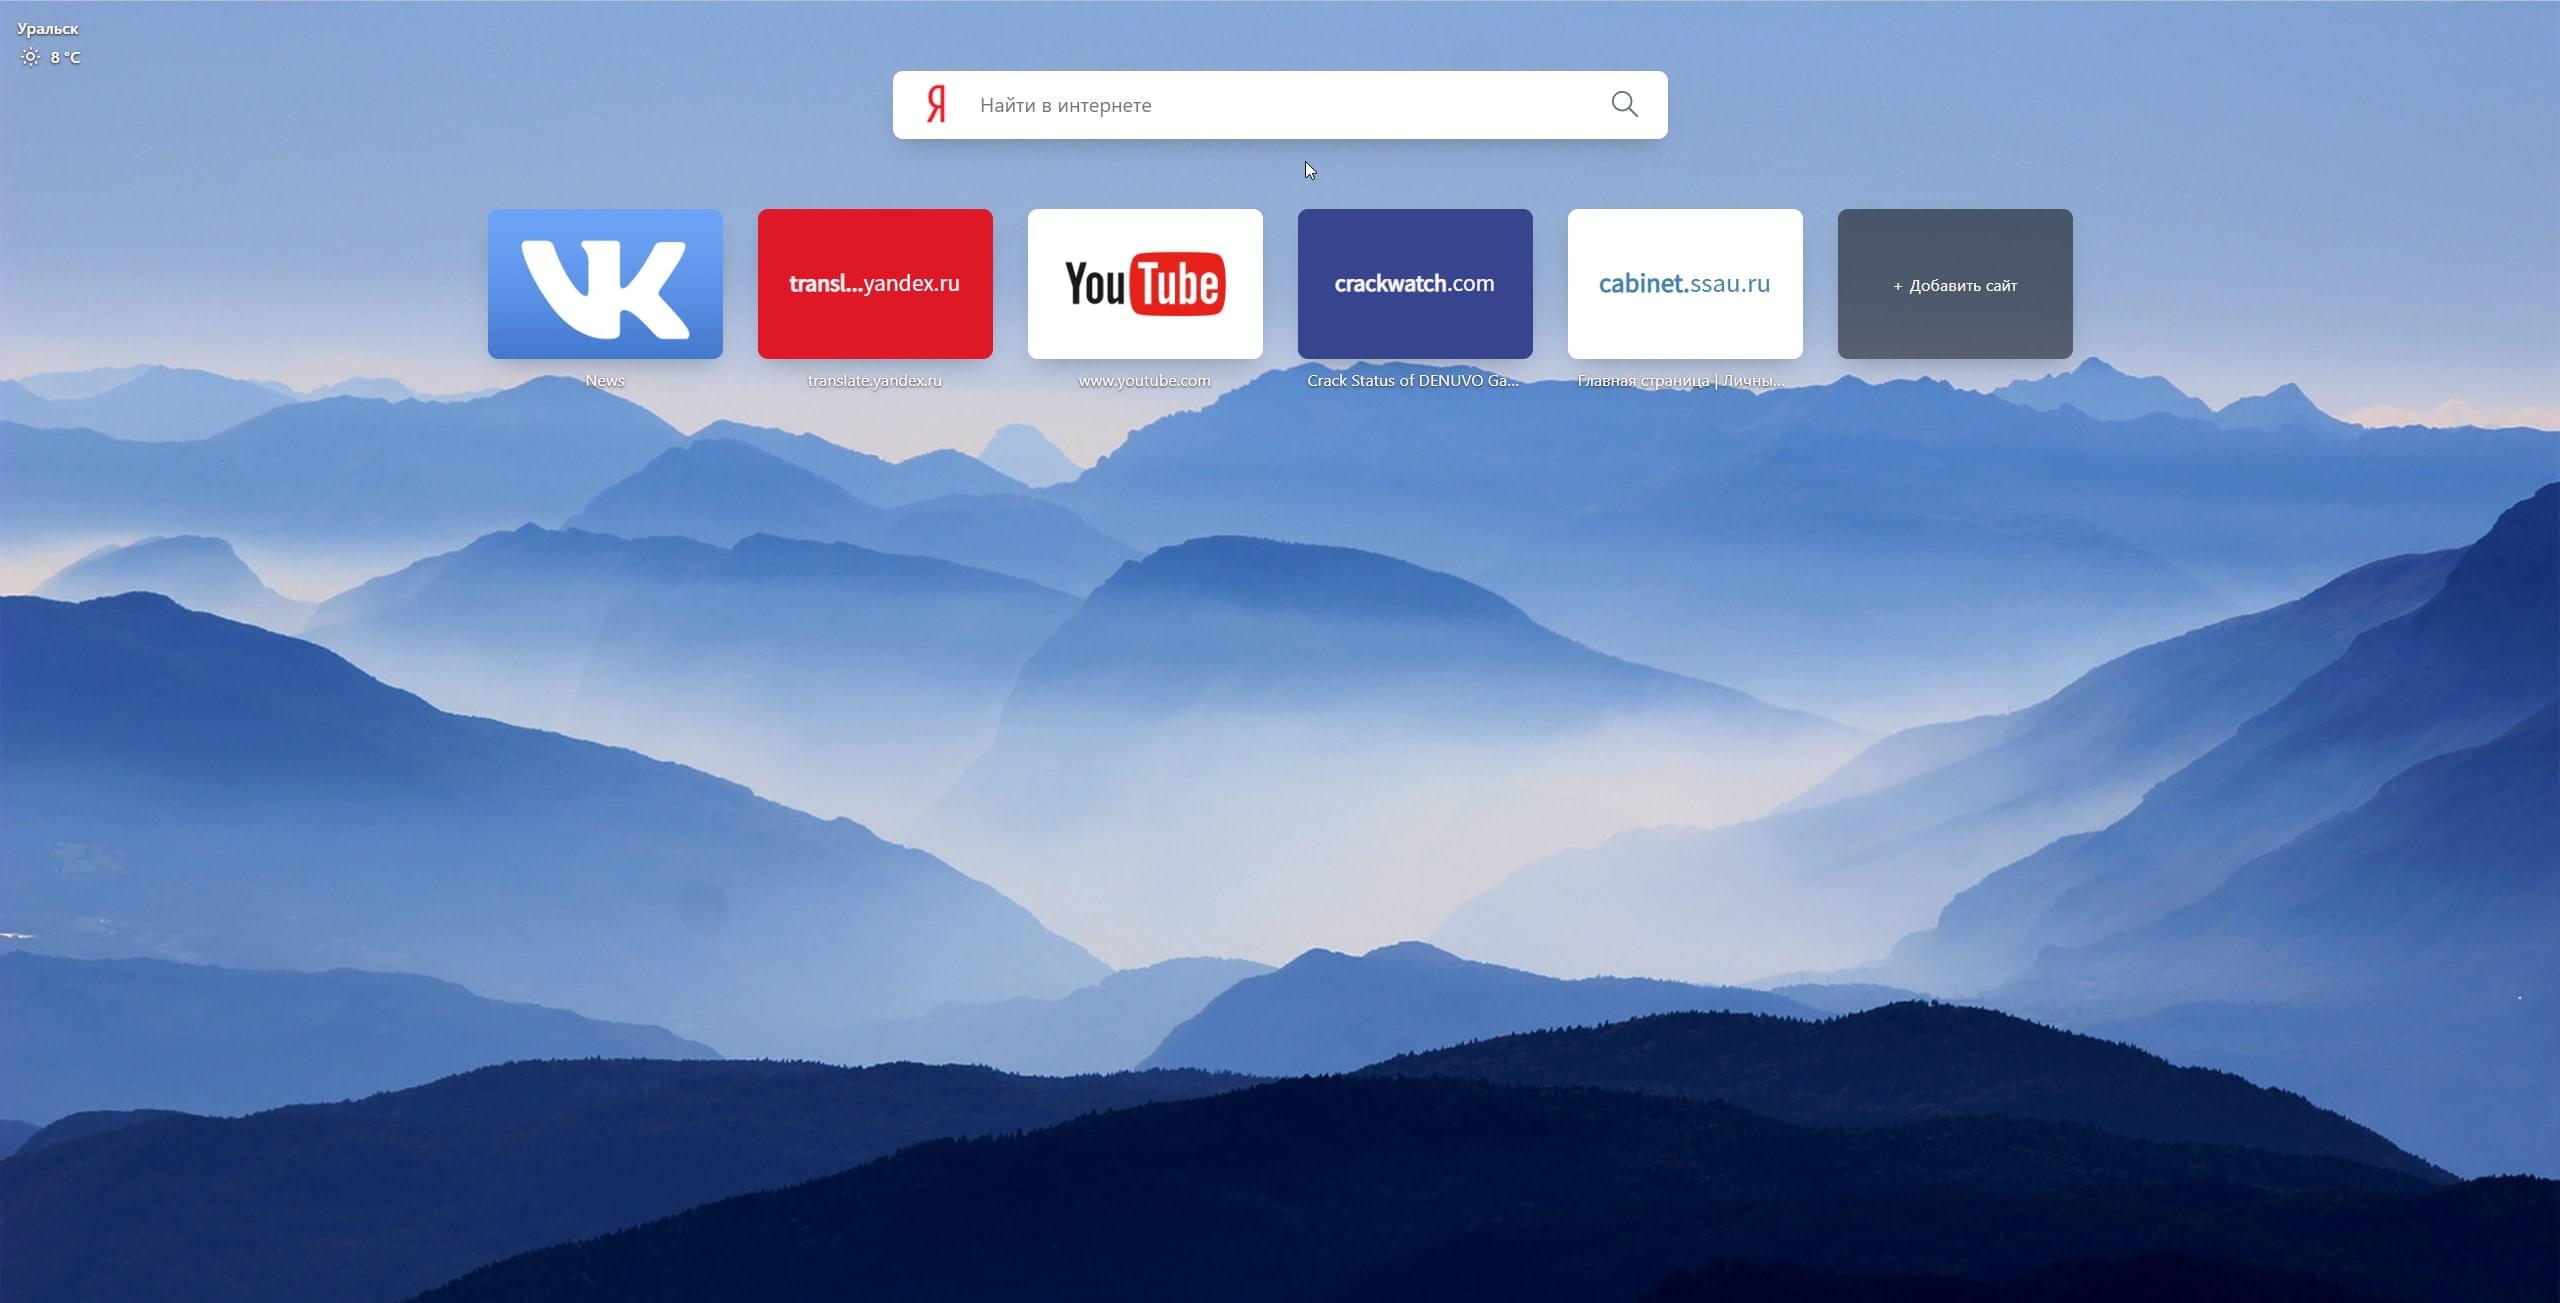 Уральск
8 °C
Я
Найти в интернете
VK
transl...yandex.ru
YouTube
crackwatch.com
cabinet.ssau.ru
+ Добавить сайт
News
translate.yandex.ru
www.youtube.com
Crack Status of DENUVO Ga...
Главная страница | Личны...